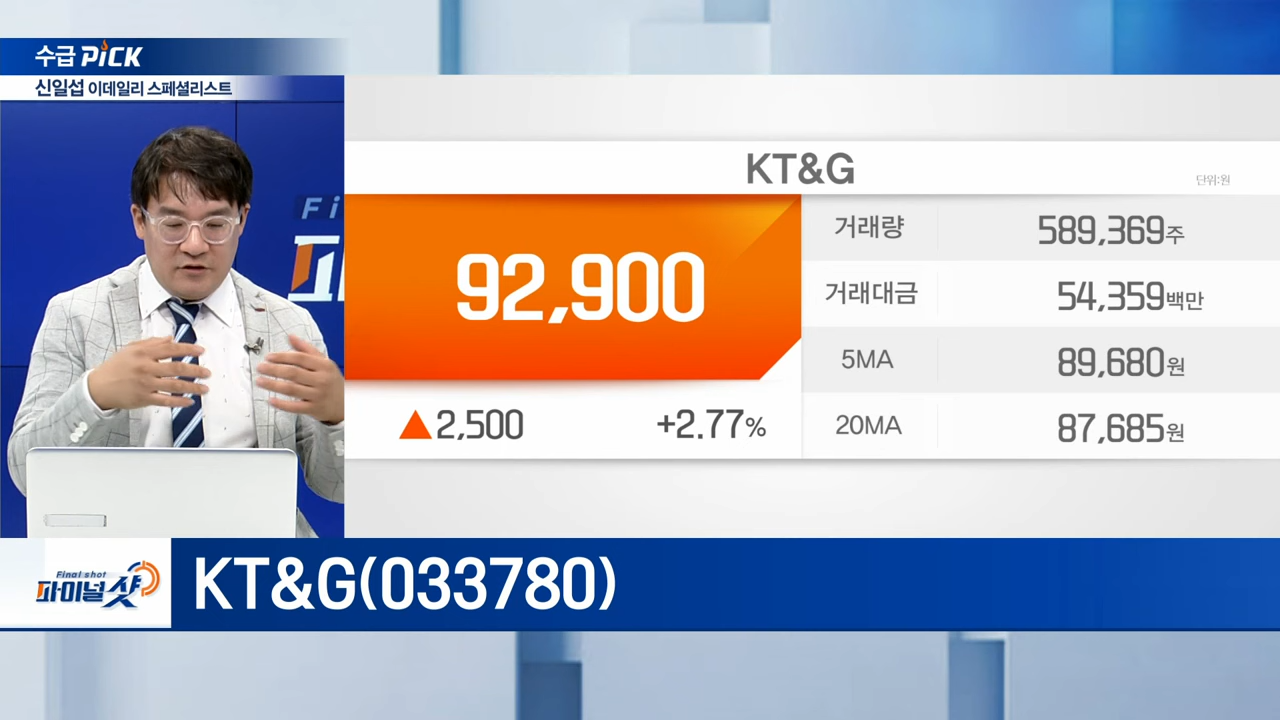 수급 PiCK
신일섭 이데일리 스페셜리스트
Fi
KT&G
단위:원
92,900
▲2,500 +2.77%
거래량 589,369주
거래대금 54,359백만
5MA 89,680원
20MA 87,685원
Final shot
파이널샷
KT&G(033780)